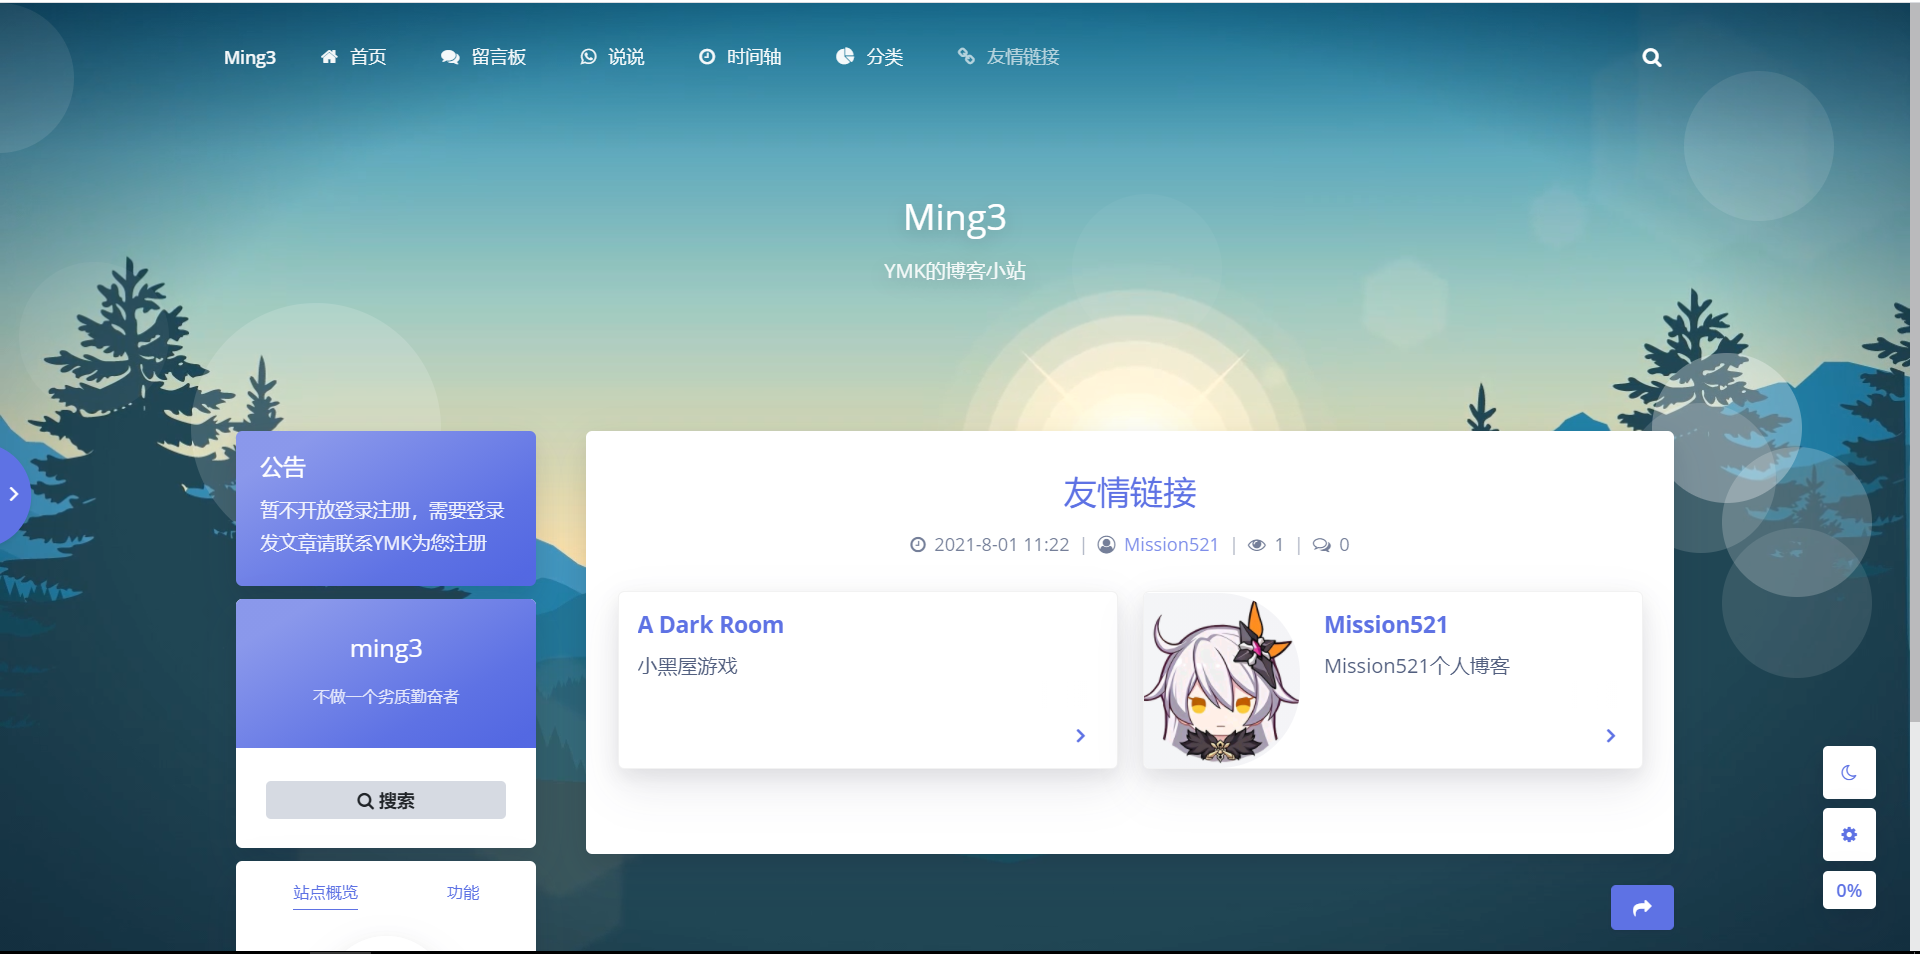 Ming3 首页 留言板 说说 时间轴 分类 友情链接
Ming3
YMK的博客小站
公告
暂不开放登录注册，需要登录
发文章请联系YMK为您注册
ming3
不做一个劣质勤奋者
搜索
站点概览 功能
友情链接
2021-8-01 11:22 | Mission521 | 1 | 0
A Dark Room
小黑屋游戏
Mission521
Mission521个人博客
0%